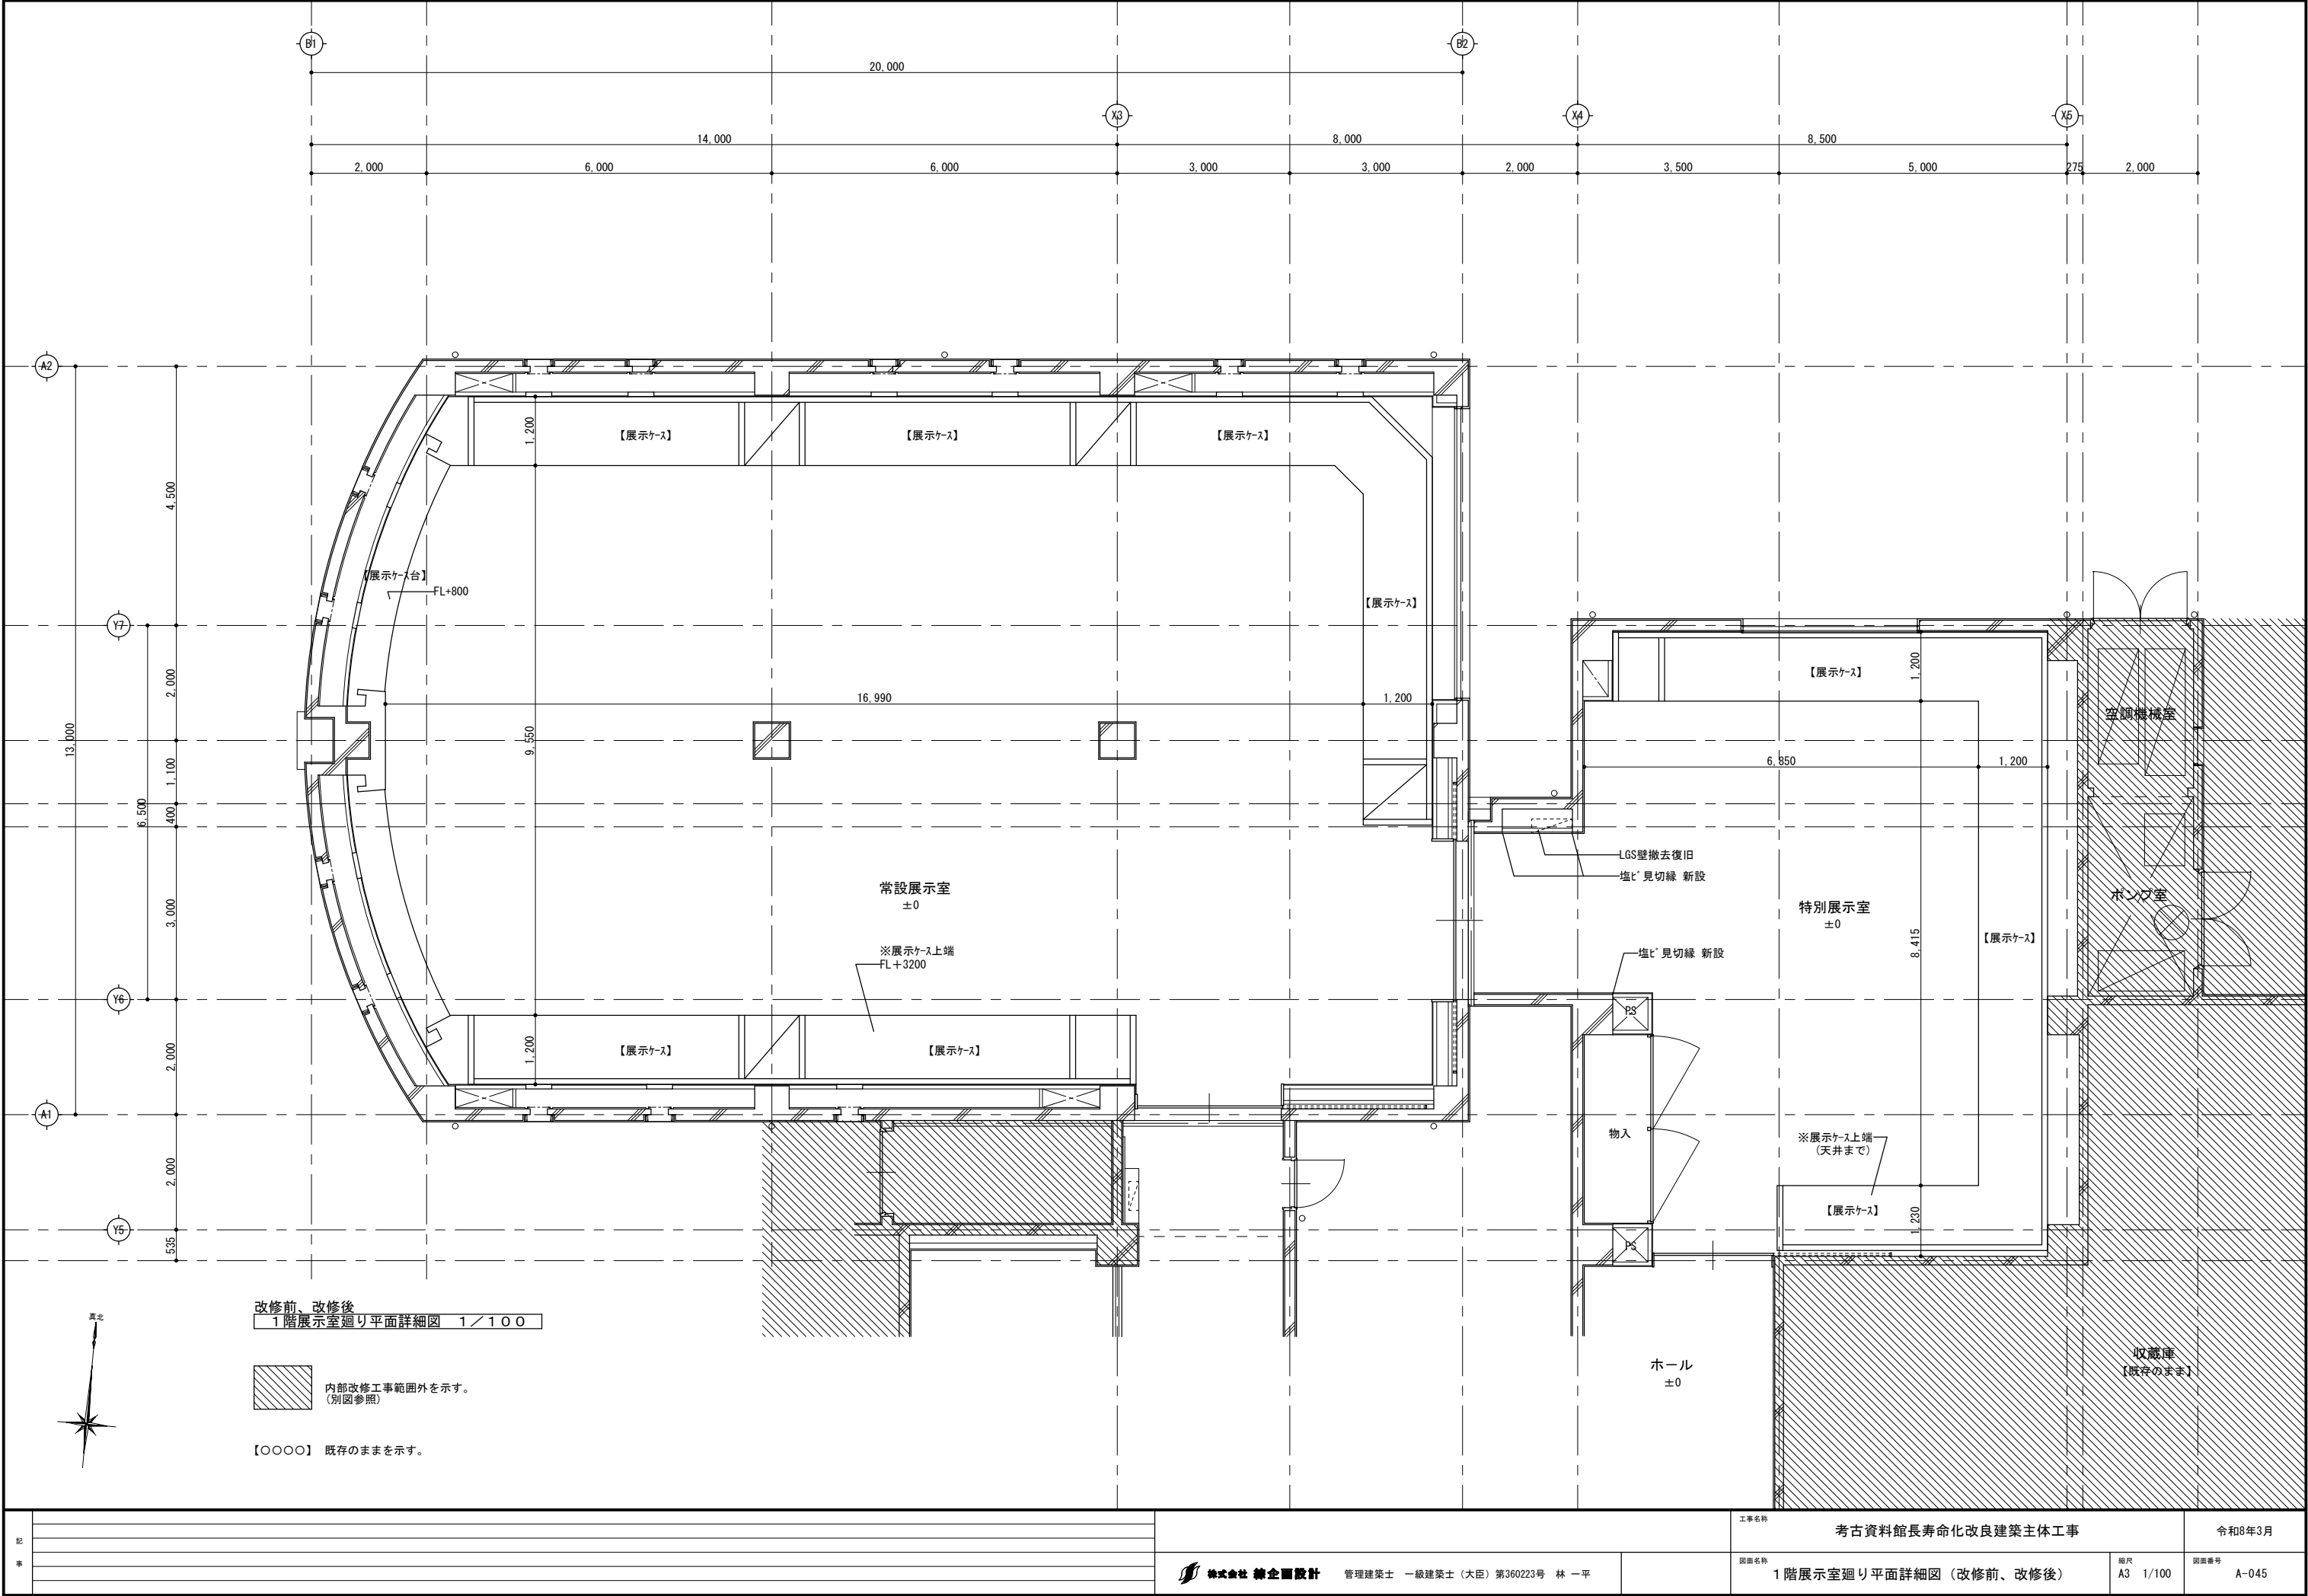 B1
B2
20,000
X3
X4
X5
14,000
8,000
8,500
2,000
6,000
6,000
3,000
3,000
2,000
3,500
5,000
275
2,000
A2
Y7
Y6
A1
Y5
13,000
6,500
4,500
2,000
1,100
400
3,000
2,000
2,000
535
1,200
【展示ケース】
【展示ケース】
【展示ケース】
【展示ケース台】
FL+800
【展示ケース】
16,990
1,200
9,550
【展示ケース】
1,200
空調機械室
6,850
1,200
LGS壁撤去復旧
塩ビ見切縁 新設
常設展示室
±0
特別展示室
±0
ポンプ室
8,415
【展示ケース】
※展示ケース上端
FL+3200
塩ビ見切縁 新設
PS
1,200
【展示ケース】
【展示ケース】
物入
※展示ケース上端
(天井まで)
【展示ケース】
1,230
PS
真北
改修前、改修後
1階展示室廻り平面詳細図 1/100
内部改修工事範囲外を示す。
(別図参照)
【○○○○】 既存のままを示す。
ホール
±0
収蔵庫
【既存のまま】
記
事
株式会社
企画設計
管理建築士 一級建築士(大臣)第360223号 林 一平
工事名称
考古資料館長寿命化改良建築主体工事
令和8年3月
図面名称
1階展示室廻り平面詳細図(改修前、改修後)
縮尺
A3 1/100
図面番号
A-045